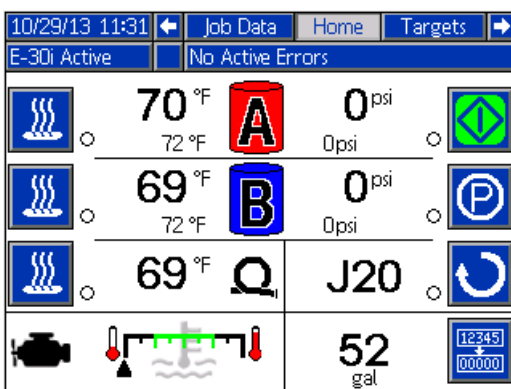 10/29/13 11:31 Job Data Home Targets
E-30i Active No Active Errors
70 °F A 0 psi
72 °F 0psi
69 °F B 0 psi
72 °F 0psi
P
69 °F J20
52
gal
12345
00000